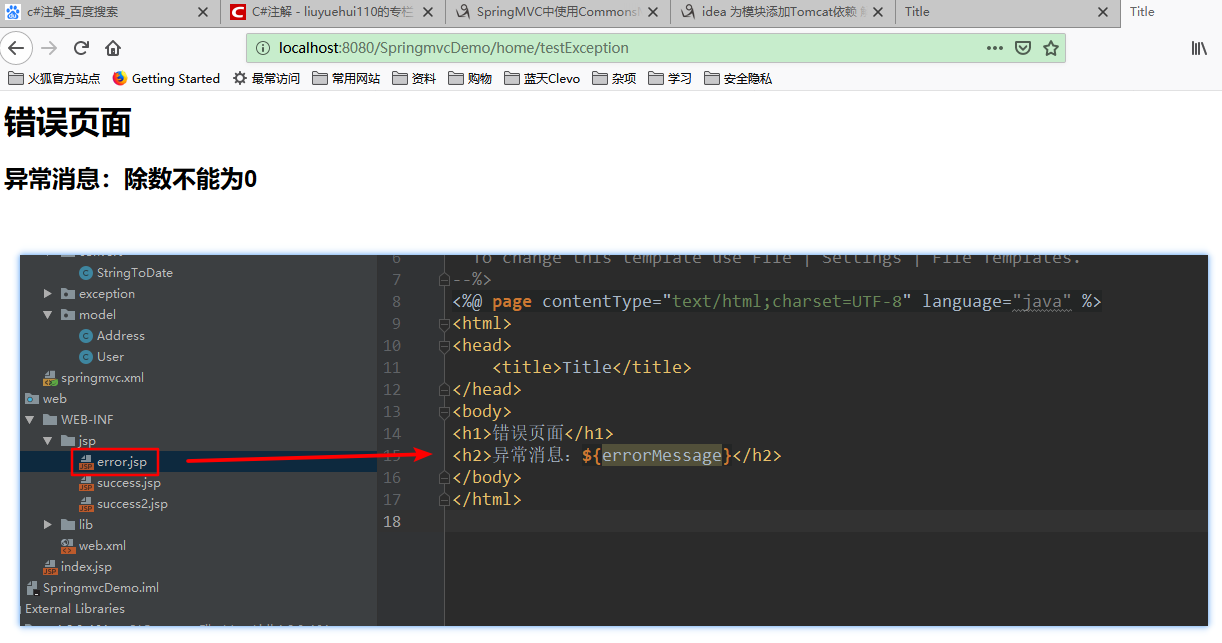 c#注解_百度搜索
C#注解 - liuyuehui110的专栏
SpringMVC中使用Commons
idea 为模块添加Tomcat依赖
Title
Title
localhost:8080/SpringmvcDemo/home/testException
火狐官方站点
Getting Started
最常访问
常用网站
资料
购物
蓝天Clevo
杂项
学习
安全隐私
错误页面
异常消息：除数不能为0
StringToDate
exception
model
Address
User
springmvc.xml
web
WEB-INF
jsp
error.jsp
success.jsp
success2.jsp
lib
web.xml
index.jsp
SpringmvcDemo.iml
External Libraries
6 To change this template use File | Settings | File Templates.
7 --%>
8 <%@ page contentType="text/html;charset=UTF-8" language="java" %>
9 <html>
10 <head>
11 <title>Title</title>
12 </head>
13 <body>
14 <h1>错误页面</h1>
15 <h2>异常消息：${errorMessage}</h2>
16 </body>
17 </html>
18